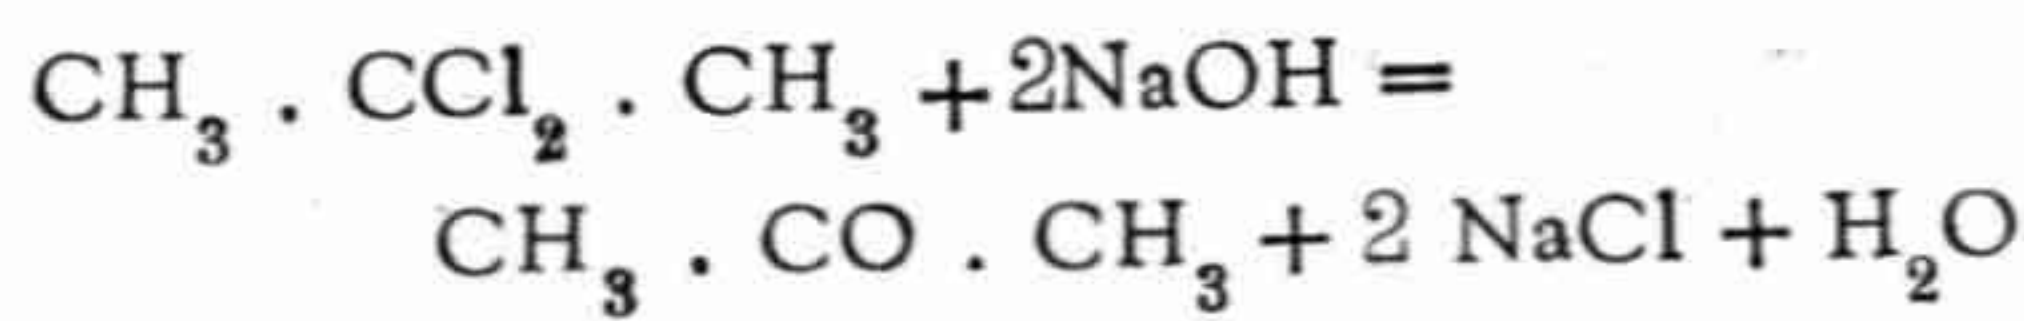 CH₃ . CCl₂ . CH₃ +2NaOH =
CH₃ . CO . CH₃ + 2 NaCl + H₂O